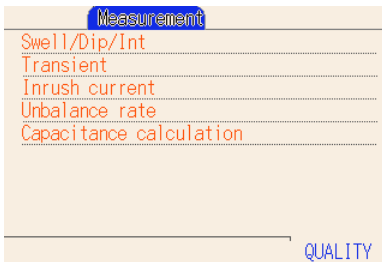 Measurement
Swell/Dip/Int
Transient
Inrush current
Unbalance rate
Capacitance calculation
QUALITY